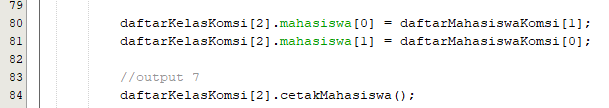 79
80 daftarKelasKomsi[2].mahasiswa[0] = daftarMahasiswaKomsi[1];
81 daftarKelasKomsi[2].mahasiswa[1] = daftarMahasiswaKomsi[0];
82
83 //output 7
84 daftarKelasKomsi[2].cetakMahasiswa();